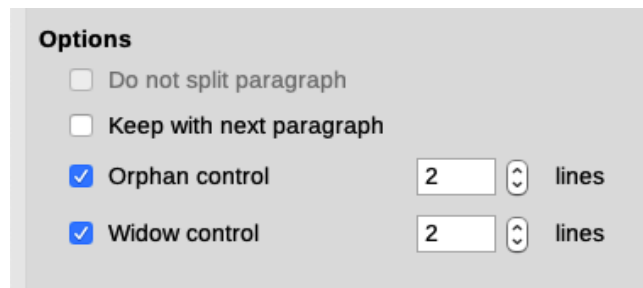 Options
Do not split paragraph
Keep with next paragraph
Orphan control 2 lines
Widow control 2 lines